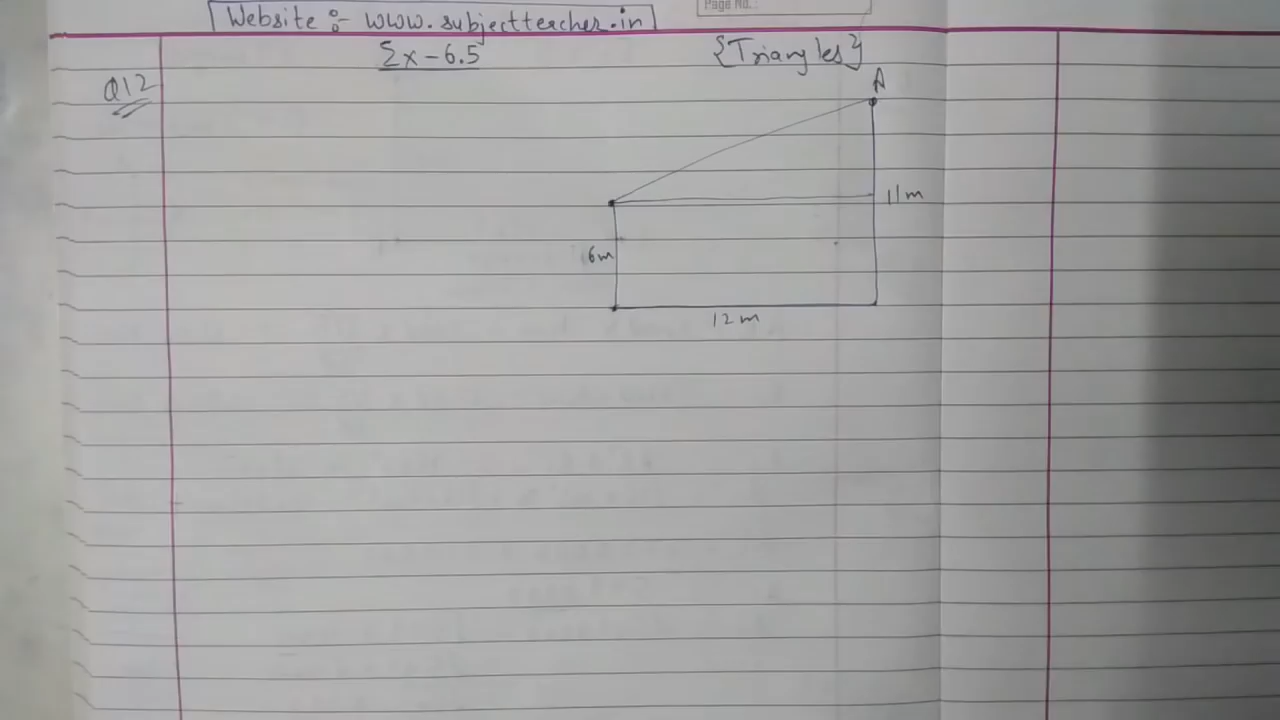 Page No.:
Website :- www.subjectteacher.in
Ex-6.5 {Triangles}
Q12
A
11m
6m
12m